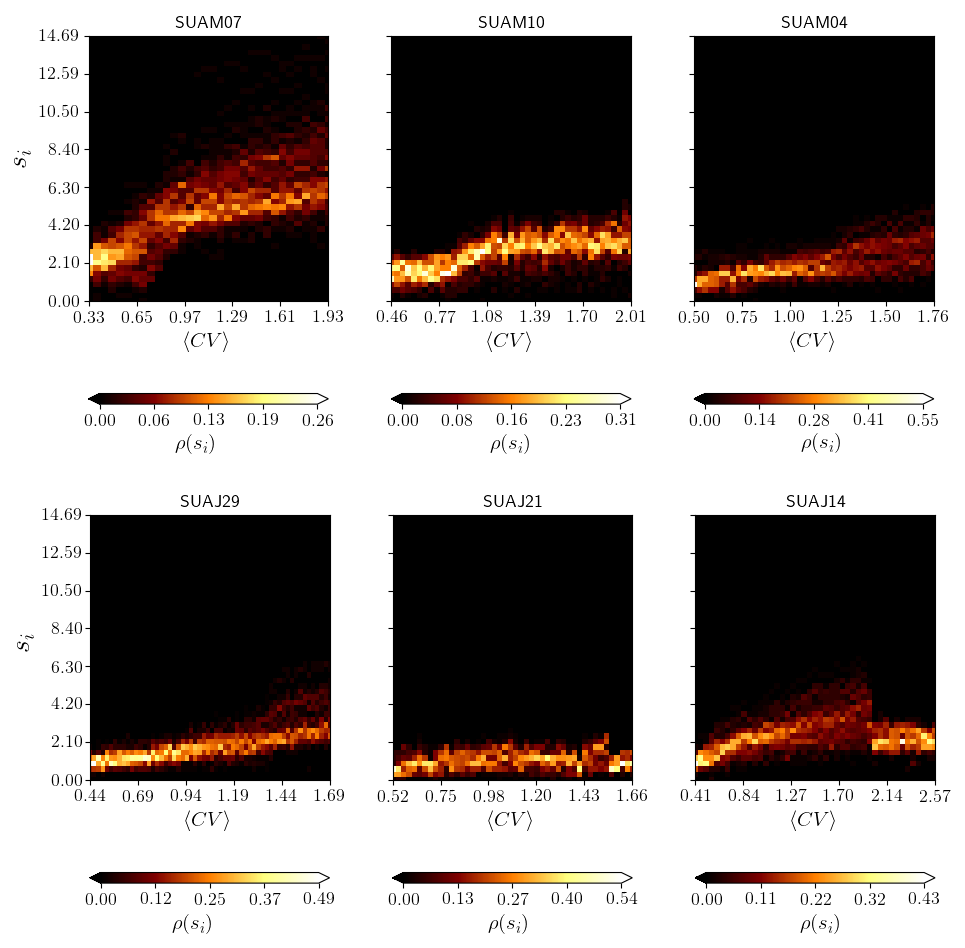 SUAM07 SUAM10 SUAM04
14.69
12.59
10.50
8.40
6.30
4.20
2.10
0.00
s_i
0.33 0.65 0.97 1.29 1.61 1.93 0.46 0.77 1.08 1.39 1.70 2.01 0.50 0.75 1.00 1.25 1.50 1.76
⟨CV⟩ ⟨CV⟩ ⟨CV⟩
0.00 0.06 0.13 0.19 0.26 0.00 0.08 0.16 0.23 0.31 0.00 0.14 0.28 0.41 0.55
ρ(s_i) ρ(s_i) ρ(s_i)
SUAJ29 SUAJ21 SUAJ14
14.69
12.59
10.50
8.40
6.30
4.20
2.10
0.00
s_i
0.44 0.69 0.94 1.19 1.44 1.69 0.52 0.75 0.98 1.20 1.43 1.66 0.41 0.84 1.27 1.70 2.14 2.57
⟨CV⟩ ⟨CV⟩ ⟨CV⟩
0.00 0.12 0.25 0.37 0.49 0.00 0.13 0.27 0.40 0.54 0.00 0.11 0.22 0.32 0.43
ρ(s_i) ρ(s_i) ρ(s_i)